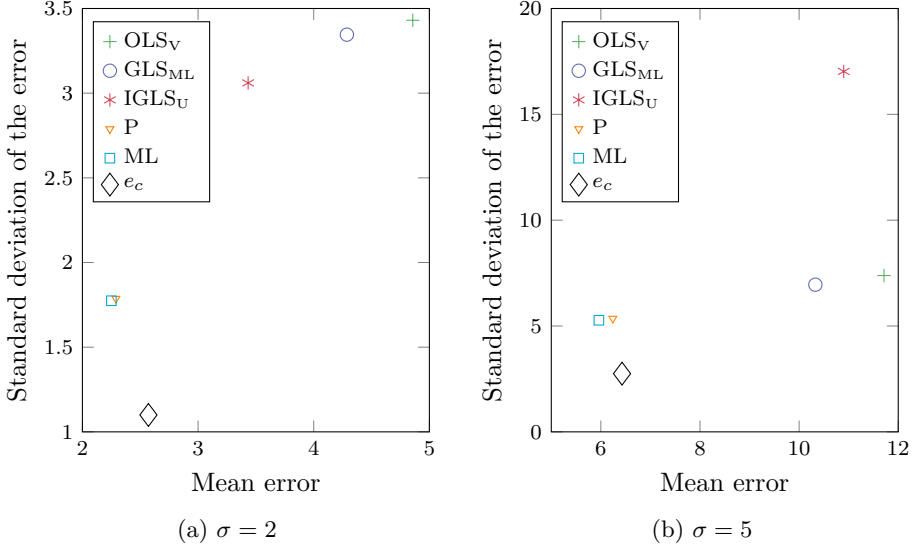 Standard deviation of the error
3.5
3
2.5
2
1.5
1
2
3
4
5
Mean error
OLS_V
GLS_ML
IGLS_U
P
ML
e_c
(a) σ = 2
Standard deviation of the error
20
15
10
5
0
6
8
10
12
Mean error
OLS_V
GLS_ML
IGLS_U
P
ML
e_c
(b) σ = 5